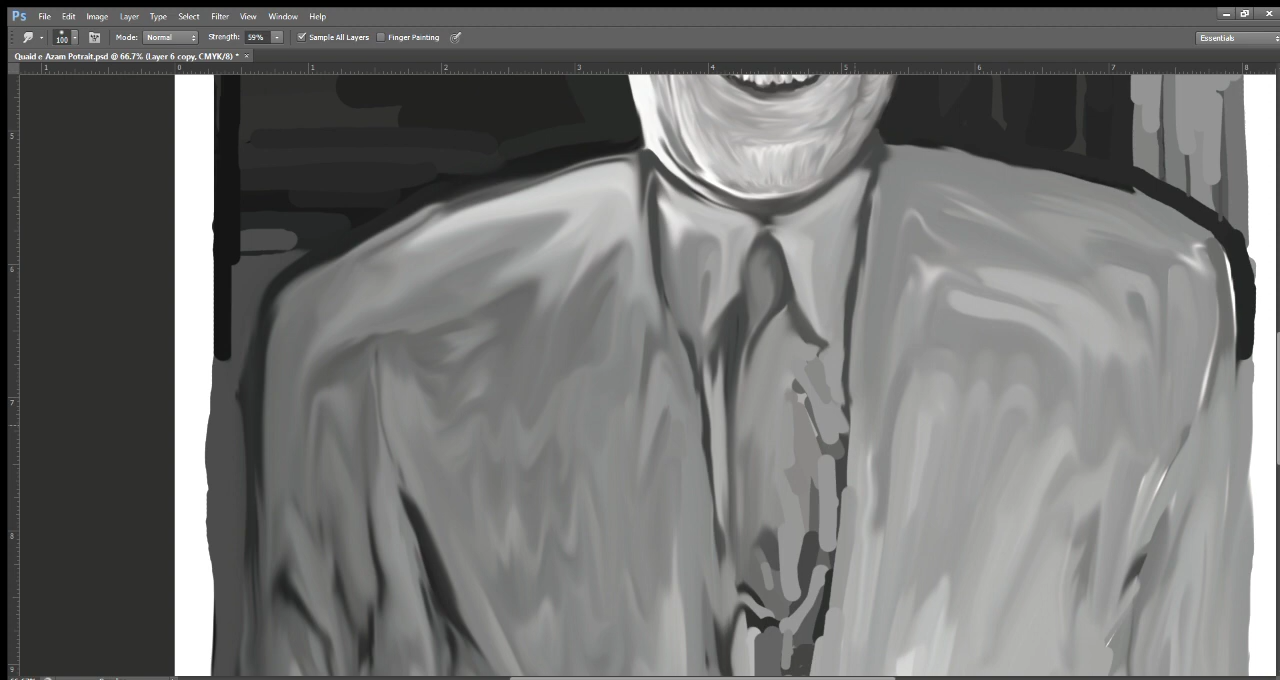 Ps File Edit Image Layer Type Select Filter View Window Help
100 Mode: Normal Strength: 59% Sample All Layers Finger Painting Essentials
Quaid e Azam Potrait.psd @ 66.7% (Layer 6 copy, CMYK/8) * ×
1 0 1 2 3 4 5 6 7 8
5
6
7
8
9